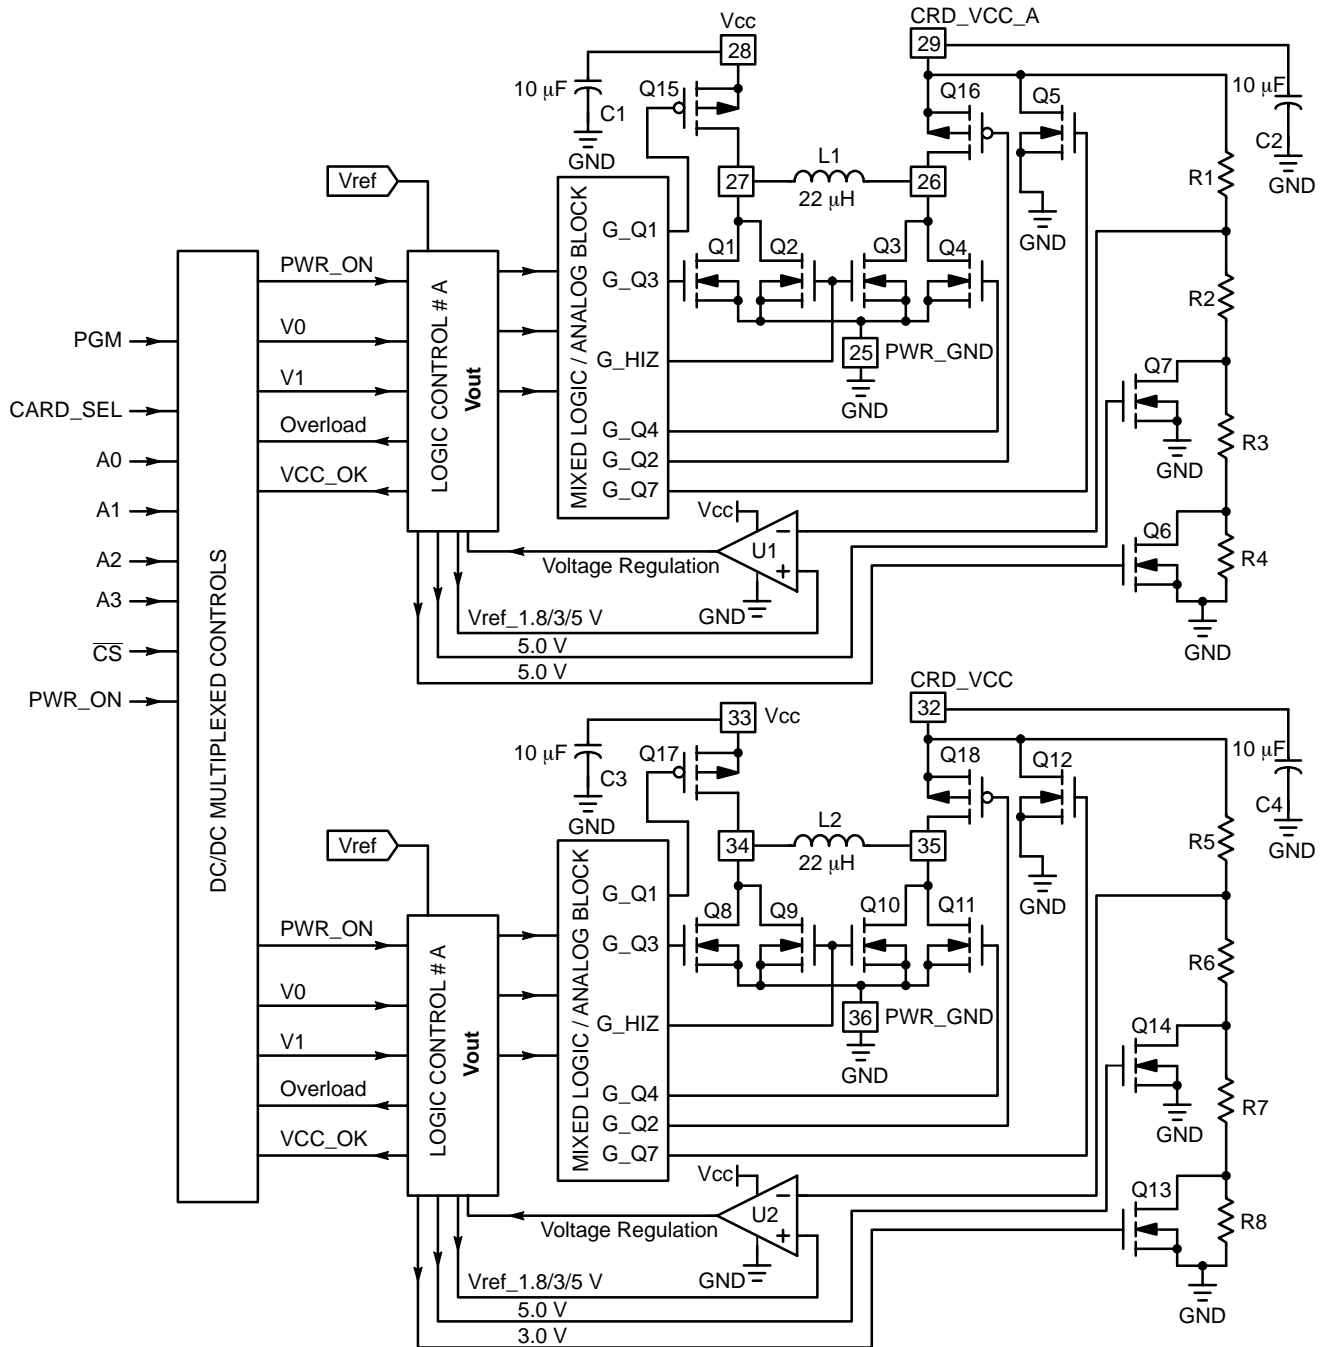 Vcc
CRD_VCC_A
28
29
10 μF
Q15
Q16
Q5
10 μF
C1
C2
GND
GND
L1
R1
Vref
27
26
22 μH
GND
G_Q1
Q1
Q2
Q3
Q4
PWR_ON
G_Q3
R2
PGM
V0
LOGIC CONTROL # A
Vout
MIXED LOGIC / ANALOG BLOCK
G_HIZ
25
PWR_GND
Q7
V1
CARD_SEL
GND
Overload
G_Q4
R3
A0
VCC_OK
G_Q2
GND
G_Q7
A1
Vcc
Q6
U1
A2
Voltage Regulation
R4
A3
Vref_1.8/3/5 V
GND
GND
5.0 V
CS
5.0 V
PWR_ON
DC/DC MULTIPLEXED CONTROLS
CRD_VCC
33
Vcc
32
10 μF
Q17
Q18
Q12
10 μF
C3
C4
GND
L2
R5
Vref
34
35
GND
22 μH
GND
G_Q1
Q8
Q9
Q10
Q11
PWR_ON
G_Q3
R6
V0
LOGIC CONTROL # A
Vout
MIXED LOGIC / ANALOG BLOCK
G_HIZ
36
PWR_GND
Q14
V1
GND
Overload
G_Q4
R7
VCC_OK
G_Q2
GND
G_Q7
Vcc
Q13
U2
R8
Voltage Regulation
Vref_1.8/3/5 V
GND
GND
5.0 V
3.0 V